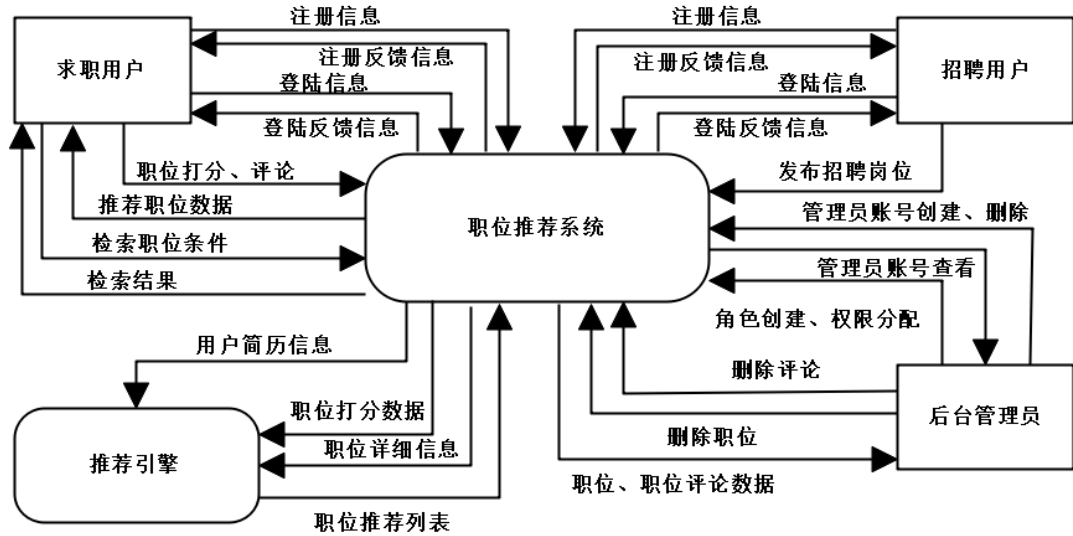 注册信息
注册信息
求职用户
注册反馈信息
注册反馈信息
招聘用户
登陆信息
登陆信息
登陆反馈信息
登陆反馈信息
职位打分、评论
发布招聘岗位
推荐职位数据
职位推荐系统
管理员账号创建、删除
检索职位条件
管理员账号查看
检索结果
角色创建、权限分配
用户简历信息
删除评论
职位打分数据
后台管理员
职位详细信息
删除职位
推荐引擎
职位、职位评论数据
职位推荐列表